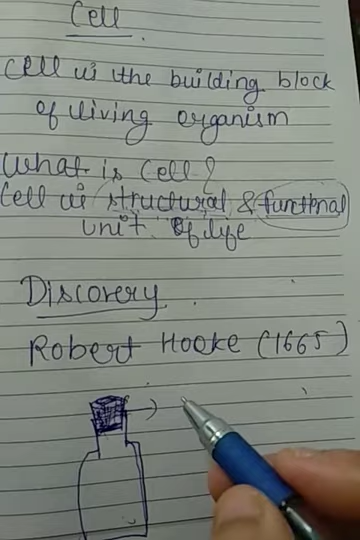 Cell
Cell is the building block
of living organism
What is Cell?
Cell is structural & functional
unit of life
Discovery
Robert Hooke (1665)